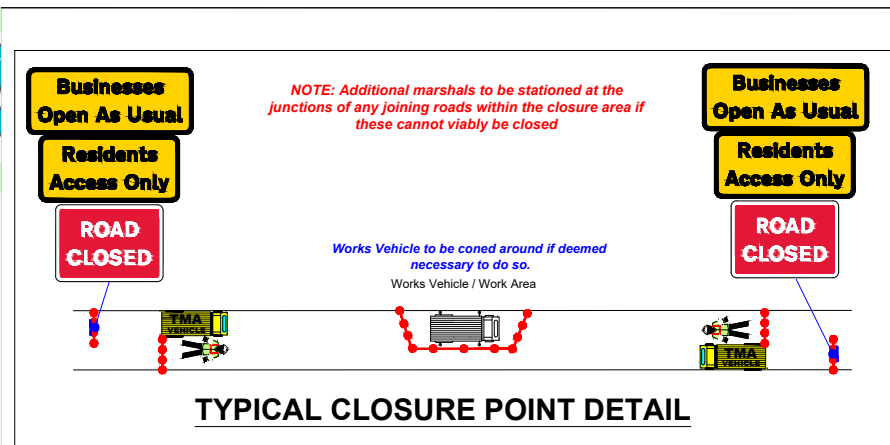 Businesses
Open As Usual
Residents
Access Only
ROAD
CLOSED
NOTE: Additional marshals to be stationed at the
junctions of any joining roads within the closure area if
these cannot viably be closed
Businesses
Open As Usual
Residents
Access Only
ROAD
CLOSED
Works Vehicle to be coned around if deemed
necessary to do so.
Works Vehicle / Work Area
TMA
VEHICLE
TMA
VEHICLE
TYPICAL CLOSURE POINT DETAIL